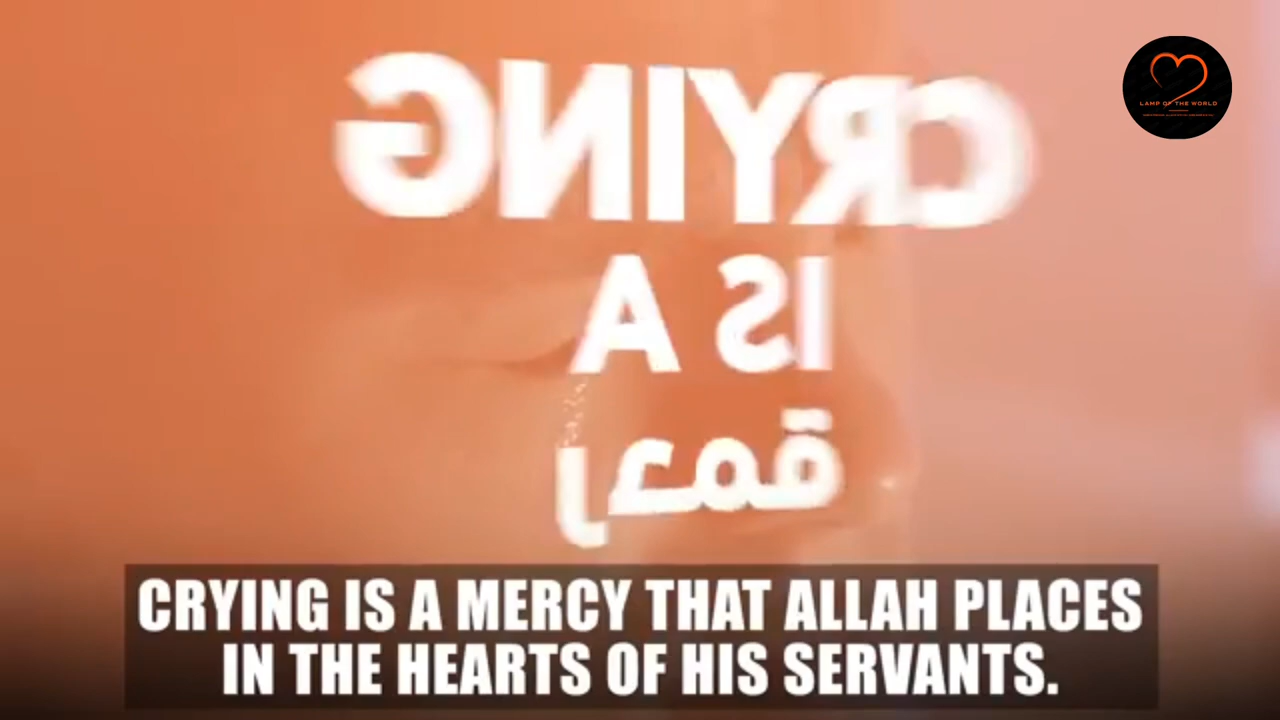 CRYING
IS A
رحمة
LAMP OF THE WORLD
CRYING IS A MERCY THAT ALLAH PLACES
IN THE HEARTS OF HIS SERVANTS.